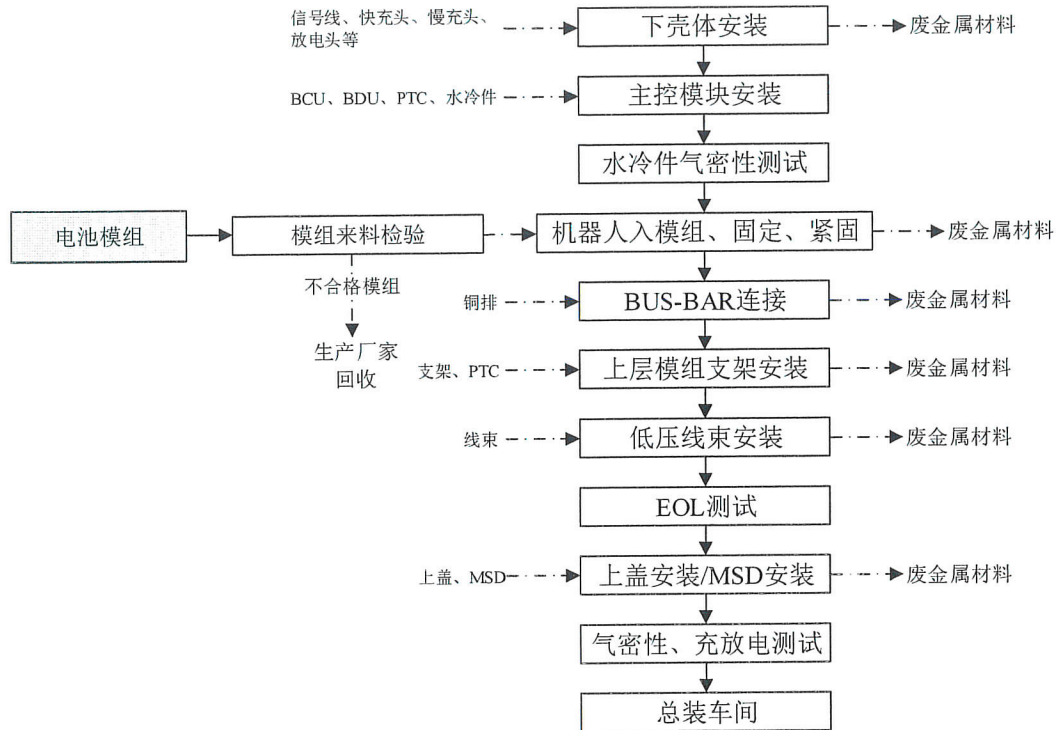 信号线、快充头、慢充头、
放电头等
下壳体安装
废金属材料
BCU、BDU、PTC、水冷件
主控模块安装
水冷件气密性测试
电池模组
模组来料检验
机器人入模组、固定、紧固
废金属材料
不合格模组
生产厂家
回收
铜排
BUS-BAR连接
废金属材料
支架、PTC
上层模组支架安装
废金属材料
线束
低压线束安装
废金属材料
EOL测试
上盖、MSD
上盖安装/MSD安装
废金属材料
气密性、充放电测试
总装车间